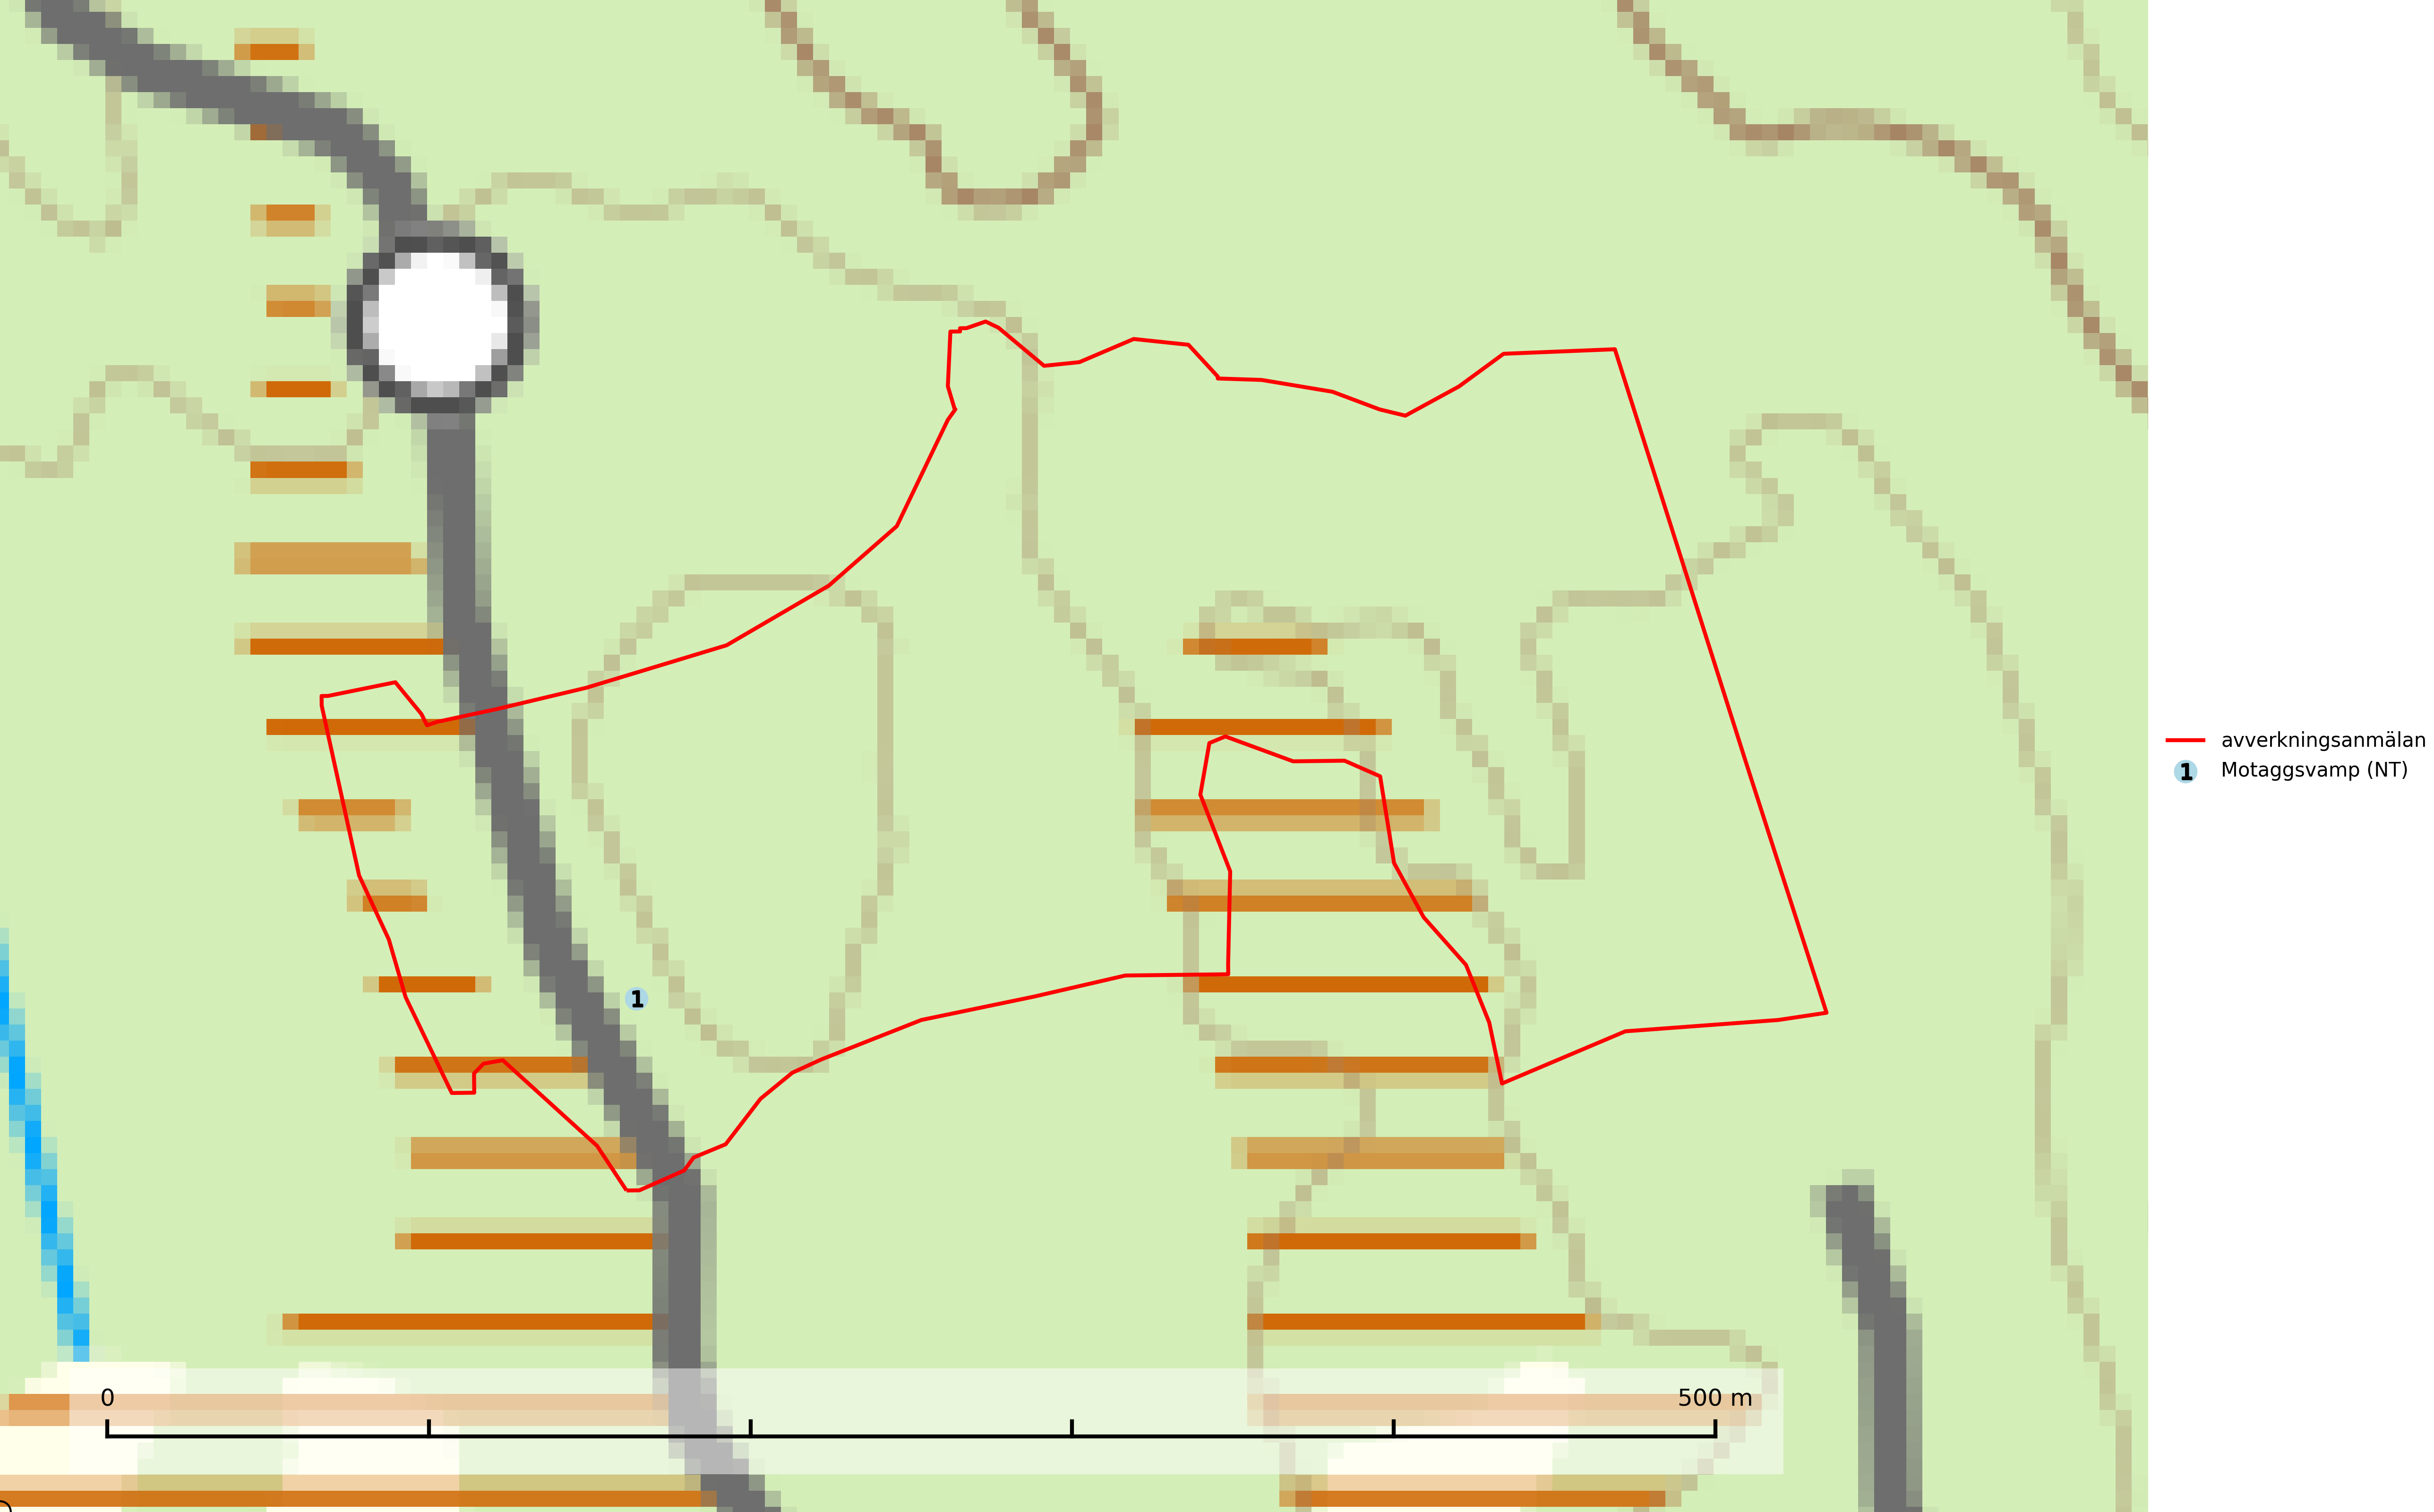 1
avverkningsanmälan
1 Motaggsvamp (NT)
0 500 m